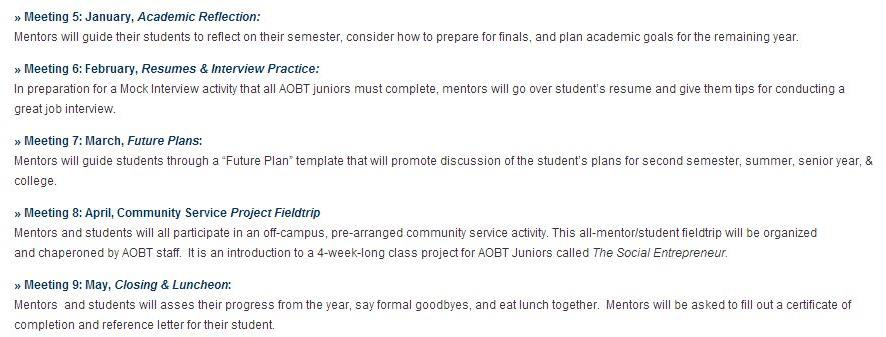 » Meeting 5: January, Academic Reflection:
Mentors will guide their students to reflect on their semester, consider how to prepare for finals, and plan academic goals for the remaining year.
» Meeting 6: February, Resumes & Interview Practice:
In preparation for a Mock Interview activity that all AOBT juniors must complete, mentors will go over student's resume and give them tips for conducting a
great job interview.
» Meeting 7: March, Future Plans:
Mentors will guide students through a “Future Plan” template that will promote discussion of the student's plans for second semester, summer, senior year, &
college.
» Meeting 8: April, Community Service Project Fieldtrip
Mentors and students will all participate in an off-campus, pre-arranged community service activity. This all-mentor/student fieldtrip will be organized
and chaperoned by AOBT staff.  It is an introduction to a 4-week-long class project for AOBT Juniors called The Social Entrepreneur.
» Meeting 9: May, Closing & Luncheon:
Mentors  and students will asses their progress from the year, say formal goodbyes, and eat lunch together.  Mentors will be asked to fill out a certificate of
completion and reference letter for their student.